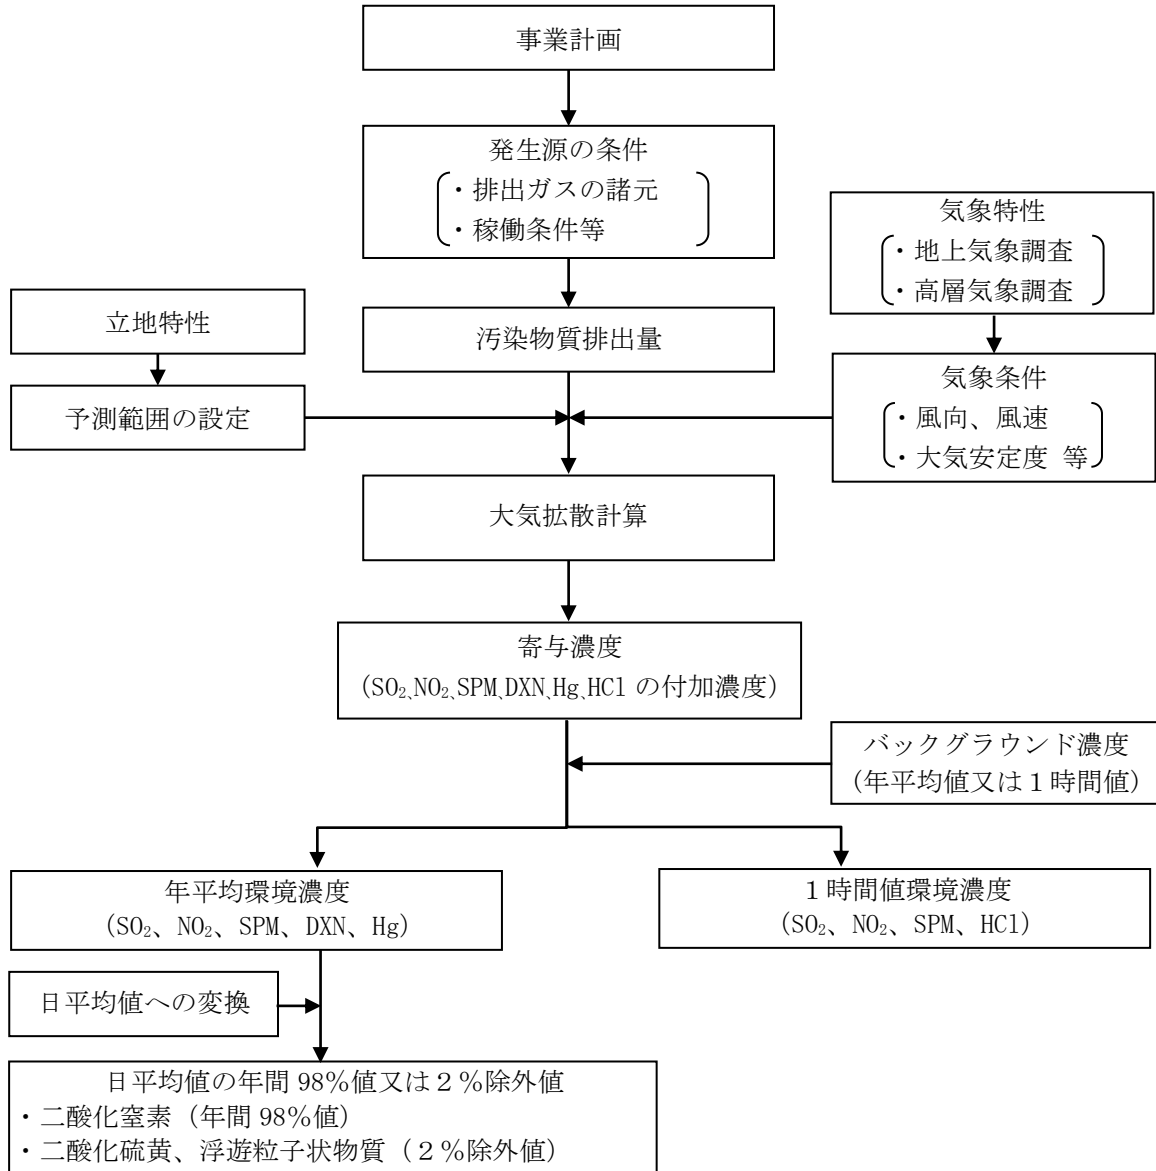 事業計画
発生源の条件
・排出ガスの諸元
・稼働条件等
気象特性
・地上気象調査
・高層気象調査
立地特性
汚染物質排出量
予測範囲の設定
気象条件
・風向、風速
・大気安定度 等
大気拡散計算
寄与濃度
(SO₂、NO₂、SPM、DXN、Hg、HCl の付加濃度)
バックグラウンド濃度
(年平均値又は１時間値)
年平均環境濃度
(SO₂、NO₂、SPM、DXN、Hg)
１時間値環境濃度
(SO₂、NO₂、SPM、HCl)
日平均値への変換
日平均値の年間 98％値又は２％除外値
・二酸化窒素（年間 98％値）
・二酸化硫黄、浮遊粒子状物質（２％除外値）